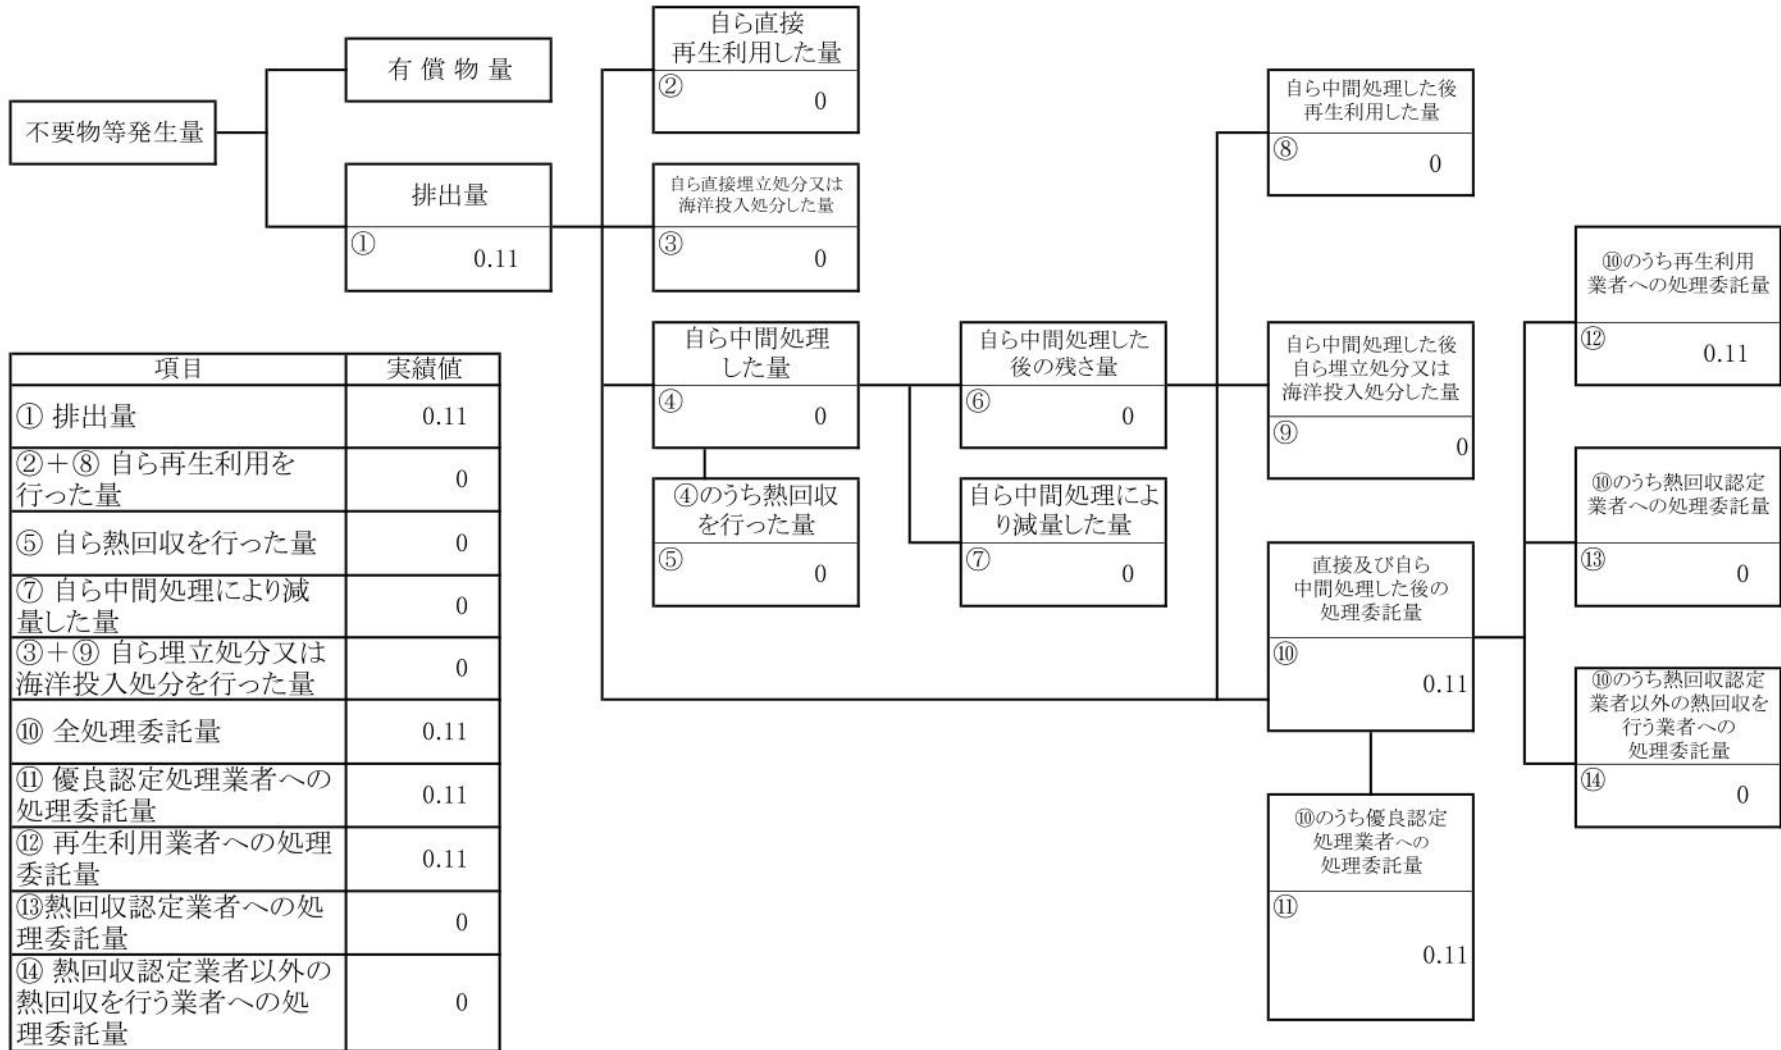 不要物等発生量
有償物量
排出量
①
0.11
自ら直接
再生利用した量
②
0
自ら直接埋立処分又は
海洋投入処分した量
③
0
自ら中間処理
した量
④
0
④のうち熱回収
を行った量
⑤
0
自ら中間処理した
後の残さ量
⑥
0
自ら中間処理によ
り減量した量
⑦
0
自ら中間処理した後
再生利用した量
⑧
0
自ら中間処理した後
自ら埋立処分又は
海洋投入処分した量
⑨
0
直接及び自ら
中間処理した後の
処理委託量
⑩
0.11
⑩のうち優良認定
処理業者への
処理委託量
⑪
0.11
⑩のうち再生利用
業者への処理委託量
⑫
0.11
⑩のうち熱回収認定
業者への処理委託量
⑬
0
⑩のうち熱回収認定
業者以外の熱回収を
行う業者への
処理委託量
⑭
0
項目 実績値
① 排出量 0.11
②+⑧ 自ら再生利用を
行った量 0
⑤ 自ら熱回収を行った量 0
⑦ 自ら中間処理により減
量した量 0
③+⑨ 自ら埋立処分又は
海洋投入処分を行った量 0
⑩ 全処理委託量 0.11
⑪ 優良認定処理業者への
処理委託量 0.11
⑫ 再生利用業者への処理
委託量 0.11
⑬熱回収認定業者への処
理委託量 0
⑭ 熱回収認定業者以外の
熱回収を行う業者への処
理委託量 0